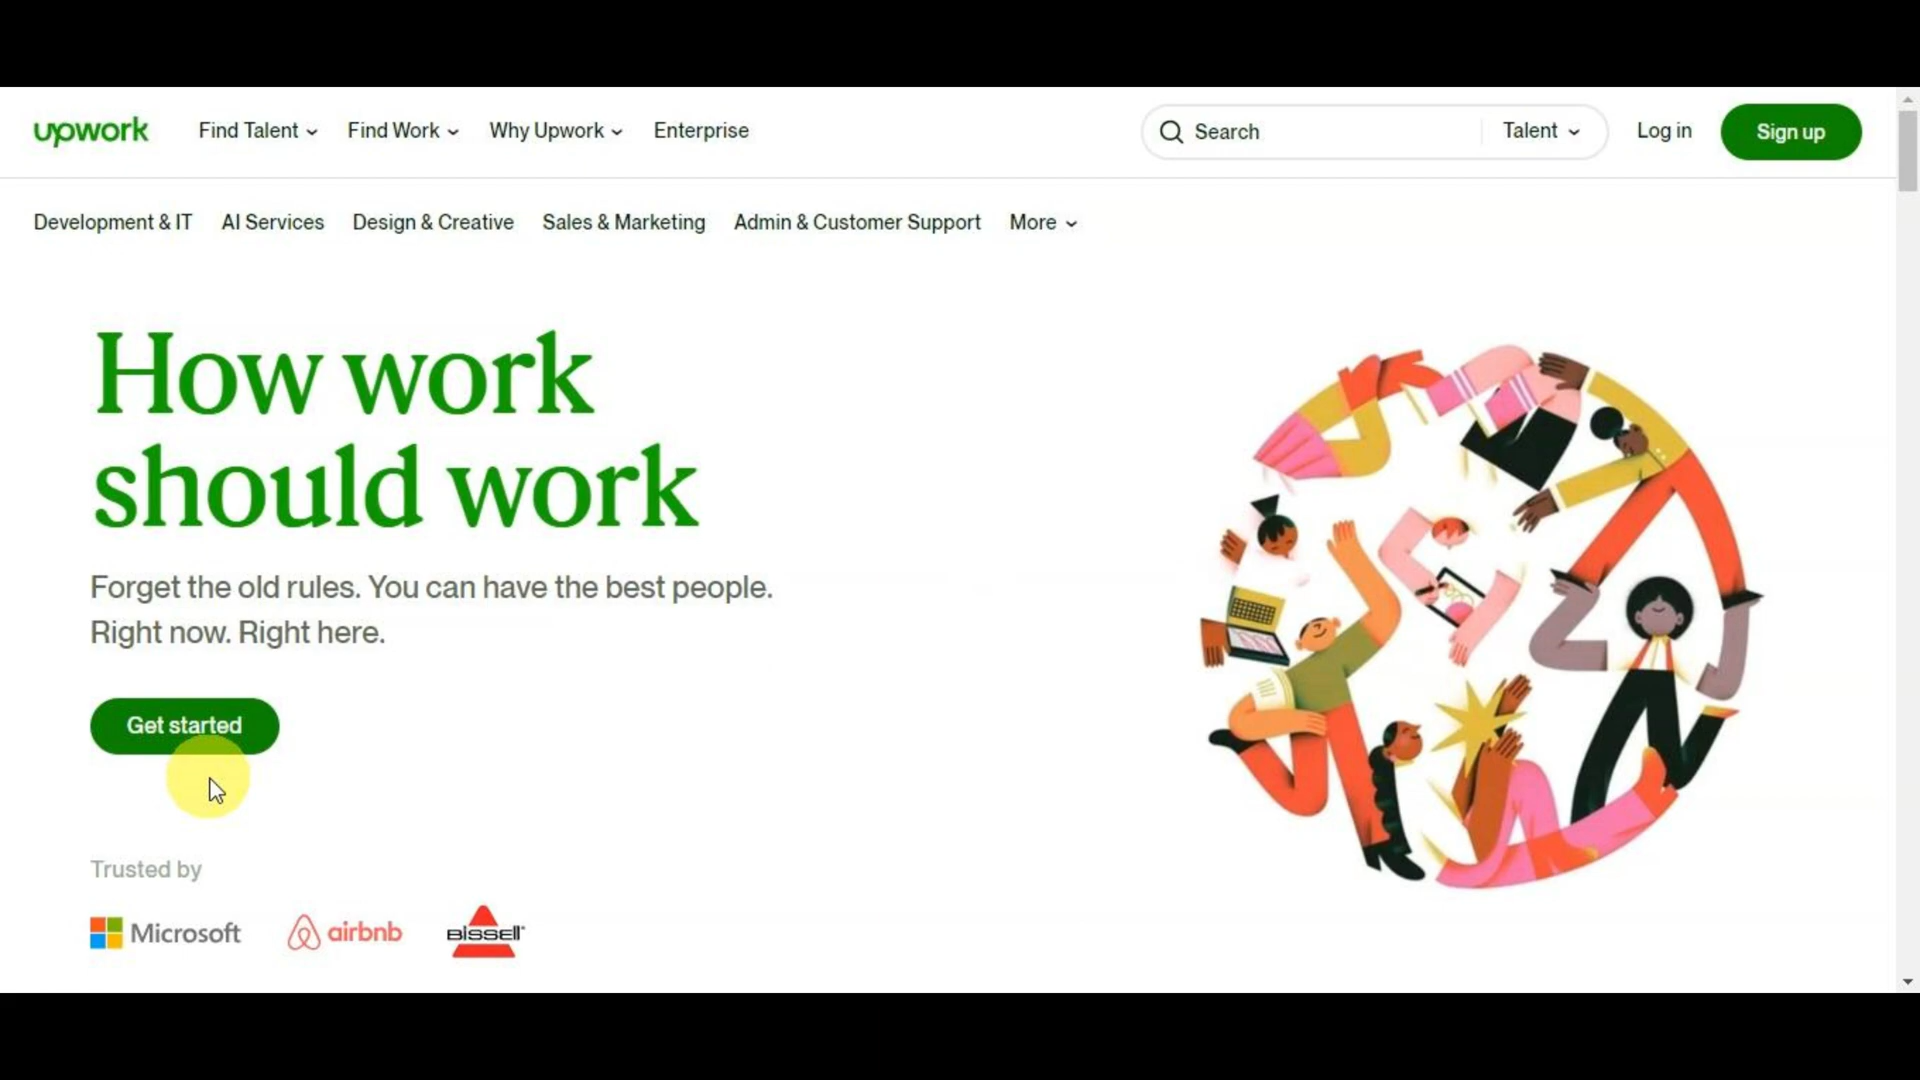 upwork Find Talent Find Work Why Upwork Enterprise Search Talent Log in Sign up
Development & IT AI Services Design & Creative Sales & Marketing Admin & Customer Support More
How work
should work
Forget the old rules. You can have the best people.
Right now. Right here.
Get started
Trusted by
Microsoft airbnb BISSELL